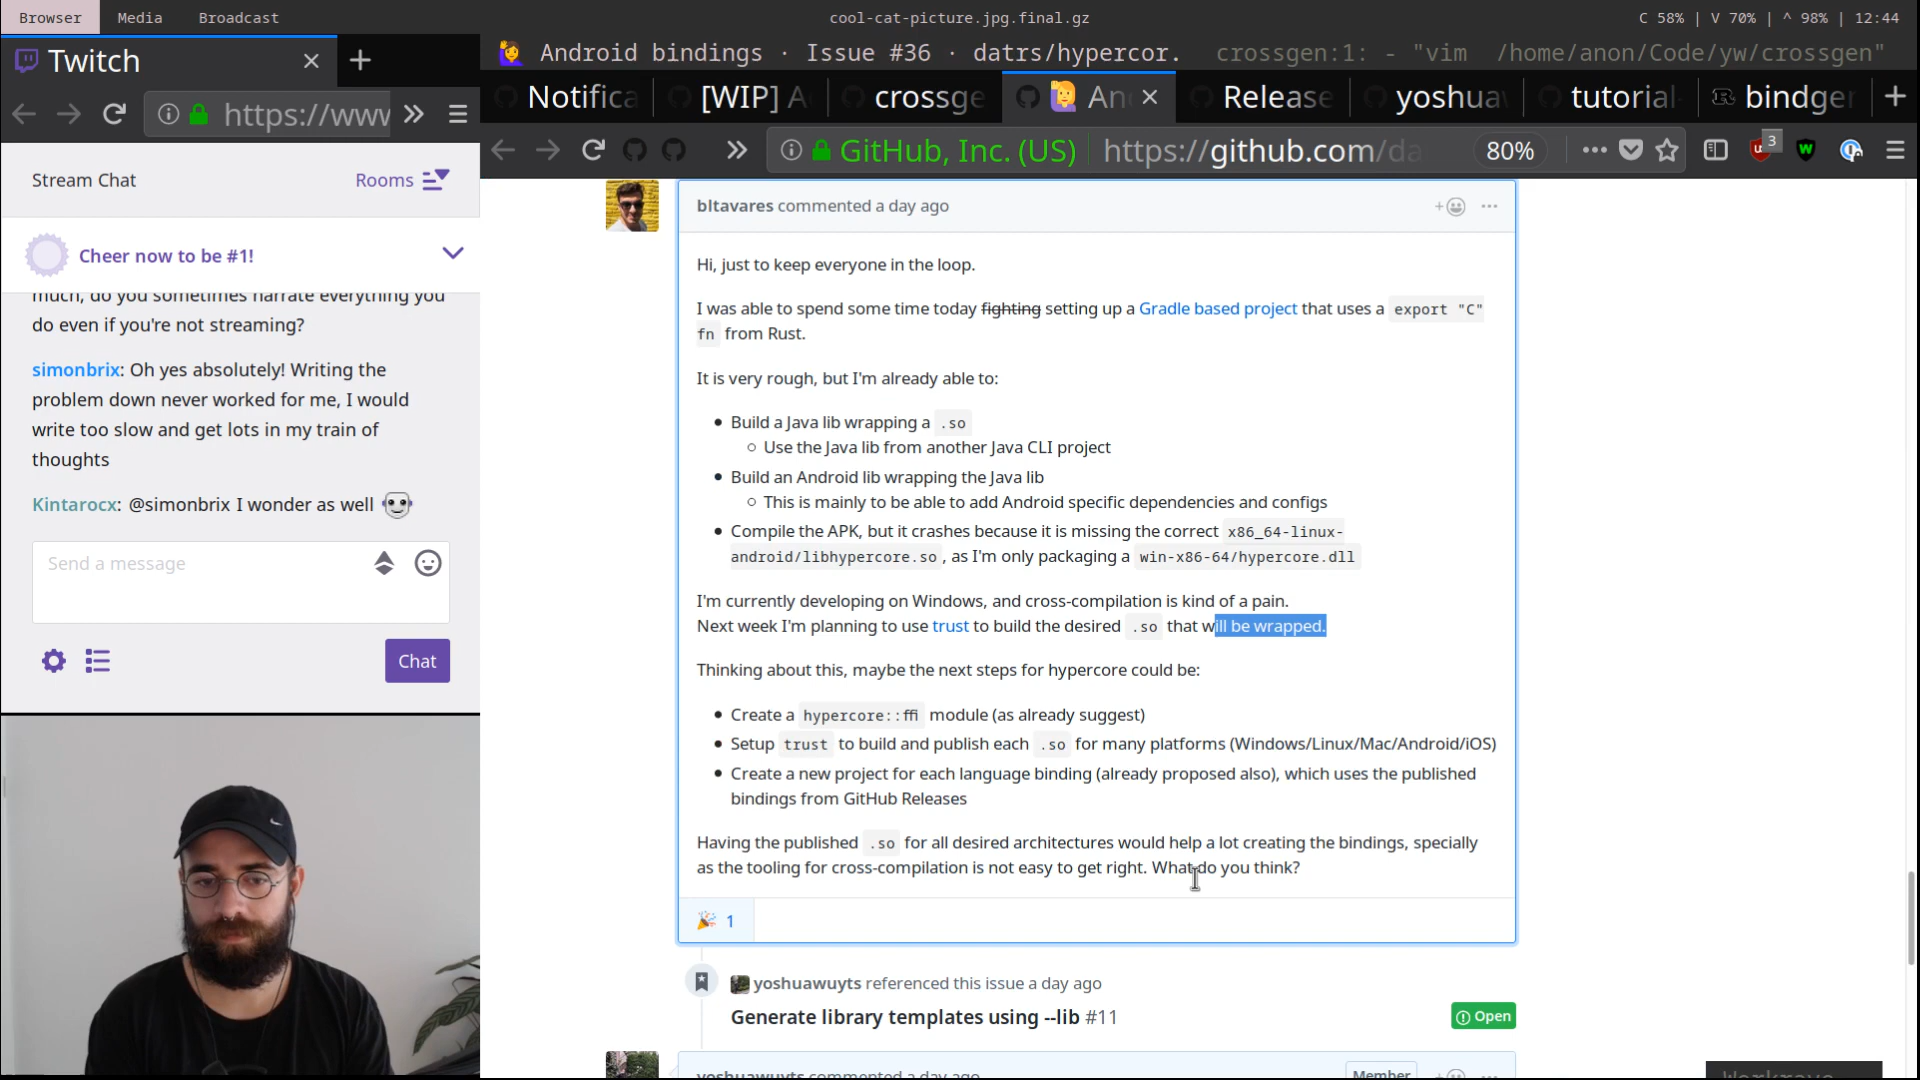 Browser Media Broadcast cool-cat-picture.jpg.final.gz C 58% | V 70% | ^ 98% | 12:44
Twitch
Android bindings · Issue #36 · datrs/hypercor. crossgen:1: - "vim /home/anon/Code/yw/crossgen"
Notifica [WIP] A crossge An Release yoshuaw tutorial bindger
https://www
GitHub, Inc. (US) https://github.com/da 80% 3
Stream Chat
Rooms
Cheer now to be #1!
much, do you sometimes narrate everything you
do even if you're not streaming?
simonbrix: Oh yes absolutely! Writing the
problem down never worked for me, I would
write too slow and get lots in my train of
thoughts
Kintarocx: @simonbrix I wonder as well
Send a message
Chat
bltavares commented a day ago
Hi, just to keep everyone in the loop.
I was able to spend some time today fighting setting up a Gradle based project that uses a export "C"
fn from Rust.
It is very rough, but I'm already able to:
Build a Java lib wrapping a .so
Use the Java lib from another Java CLI project
Build an Android lib wrapping the Java lib
This is mainly to be able to add Android specific dependencies and configs
Compile the APK, but it crashes because it is missing the correct x86_64-linux-
android/libhypercore.so , as I'm only packaging a win-x86-64/hypercore.dll
I'm currently developing on Windows, and cross-compilation is kind of a pain.
Next week I'm planning to use trust to build the desired .so that will be wrapped.
Thinking about this, maybe the next steps for hypercore could be:
Create a hypercore::ffi module (as already suggest)
Setup trust to build and publish each .so for many platforms (Windows/Linux/Mac/Android/iOS)
Create a new project for each language binding (already proposed also), which uses the published
bindings from GitHub Releases
Having the published .so for all desired architectures would help a lot creating the bindings, specially
as the tooling for cross-compilation is not easy to get right. What do you think?
1
yoshuawuyts referenced this issue a day ago
Generate library templates using --lib #11
Open
yoshuawuyts commented a day ago
Member
Workrave